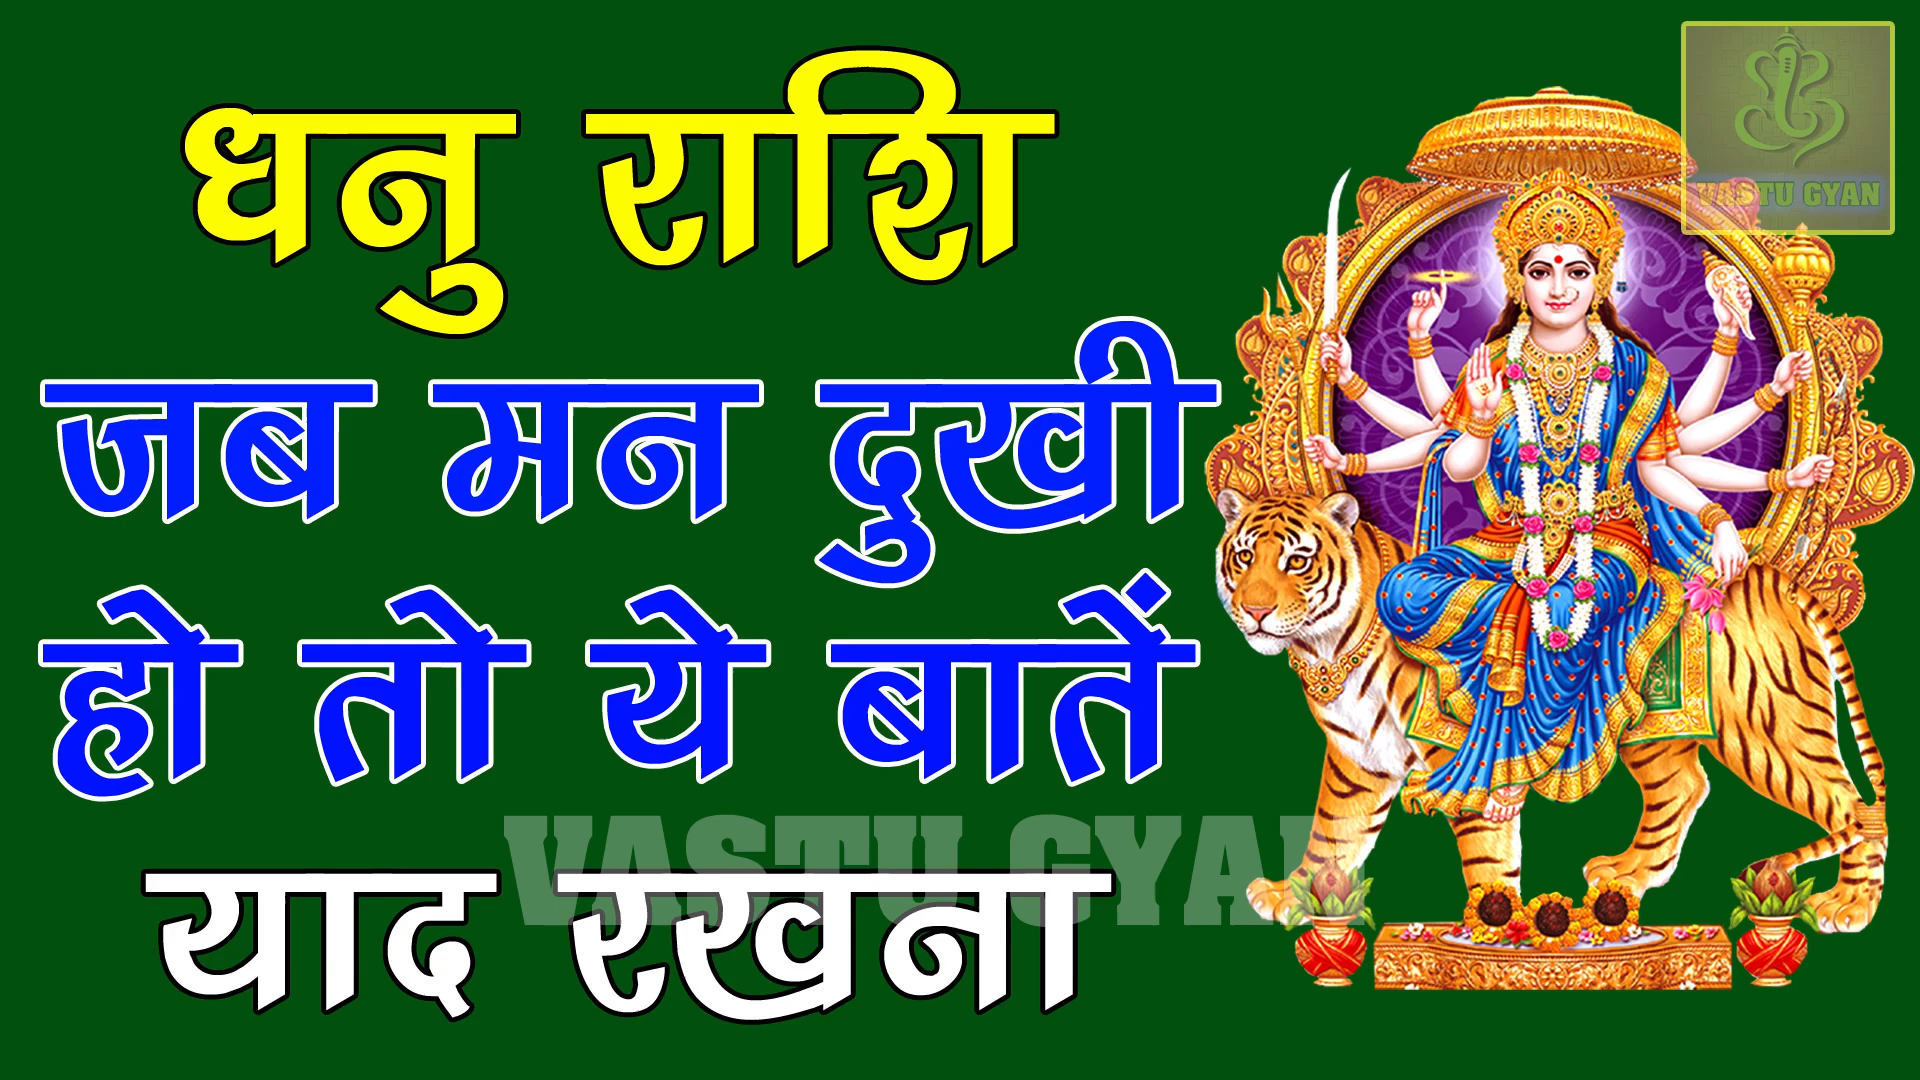 धनु राशि
VASTU GYAN
जब मन दुखी
हो तो ये बातें
VASTU GYAN
याद रखना